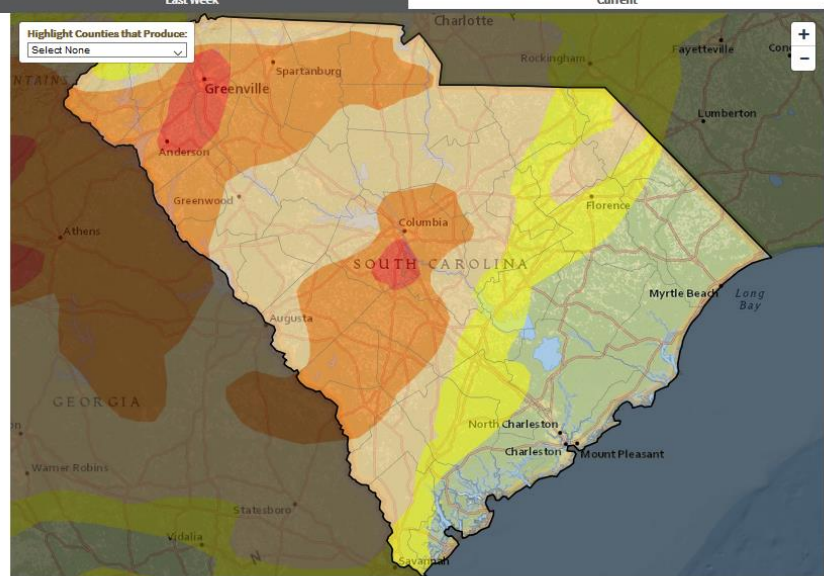 Last Week
Current
Highlight Counties that Produce:
Select None
+
−
Charlotte
Rockingham
Fayetteville
Lumberton
Spartanburg
Greenville
Anderson
Greenwood
Columbia
Florence
Athens
SOUTH CAROLINA
Myrtle Beach
Long
Bay
Augusta
GEORGIA
North Charleston
Charleston
Mount Pleasant
Warner Robins
Statesboro
Vidalia
Savannah